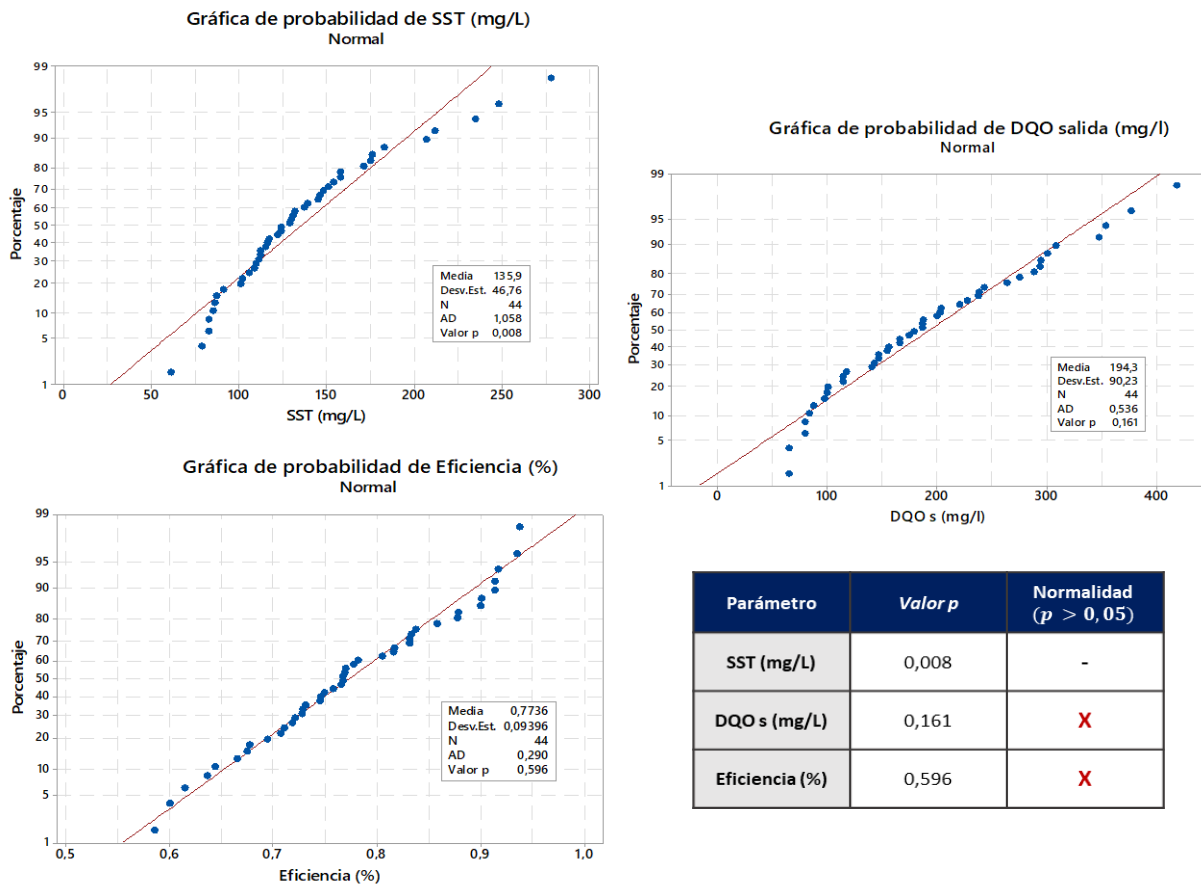 Gráfica de probabilidad de SST (mg/L)
Normal
Porcentaje
99
95
90
80
70
60
50
40
30
20
10
5
1
0
50
100
150
200
250
300
SST (mg/L)
Media 135,9
Desv.Est. 46,76
N 44
AD 1,058
Valor p 0,008
Gráfica de probabilidad de DQO salida (mg/l)
Normal
Porcentaje
99
95
90
80
70
60
50
40
30
20
10
5
1
0
100
200
300
400
DQO s (mg/l)
Media 194,3
Desv.Est. 90,23
N 44
AD 0,536
Valor p 0,161
Gráfica de probabilidad de Eficiencia (%)
Normal
Porcentaje
99
95
90
80
70
60
50
40
30
20
10
5
1
0,5
0,6
0,7
0,8
0,9
1,0
Eficiencia (%)
Media 0,7736
Desv.Est. 0,09396
N 44
AD 0,290
Valor p 0,596
Parámetro Valor p Normalidad
(p > 0,05)
SST (mg/L) 0,008 -
DQO s (mg/L) 0,161 X
Eficiencia (%) 0,596 X